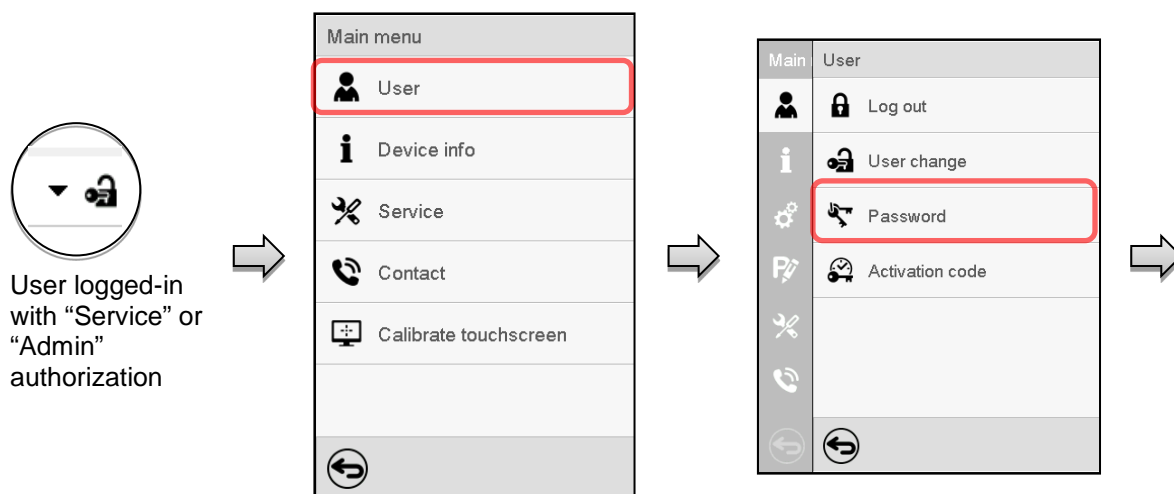 User logged-in
with “Service” or
“Admin”
authorization
Main menu
User
Device info
Service
Contact
Calibrate touchscreen
Main
User
Log out
User change
Password
Activation code